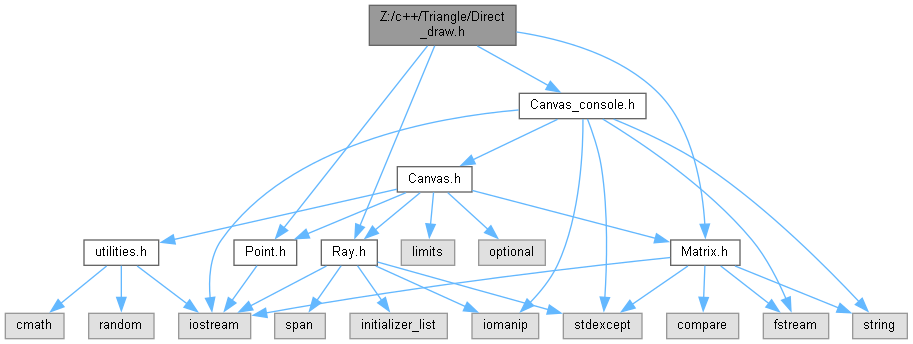 Z:/c++/Triangle/Direct
_draw.h
Canvas_console.h
Canvas.h
utilities.h
Point.h
Ray.h
limits
optional
Matrix.h
cmath
random
iostream
span
initializer_list
iomanip
stdexcept
compare
fstream
string